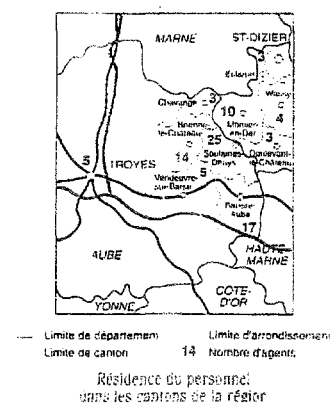 MARNE
ST-DIZIER
3
Eclaron
Wassy
Chavange 3
10
4
Brienne-
le-Château
Montier-
en-Der
3
25
14
Soulaines-
Dhuys
Doulevant-
le-Château
5
TROYES
5
Vendeuvre-
sur-Barse
Bar-sur-
Aube
17
AUBE
HAUTE-
MARNE
CÔTE-
D'OR
YONNE
— Limite de département
Limite d'arrondissement
Limite de canton
14 Nombre d'agents
Résidence du personnel
dans les cantons de la région